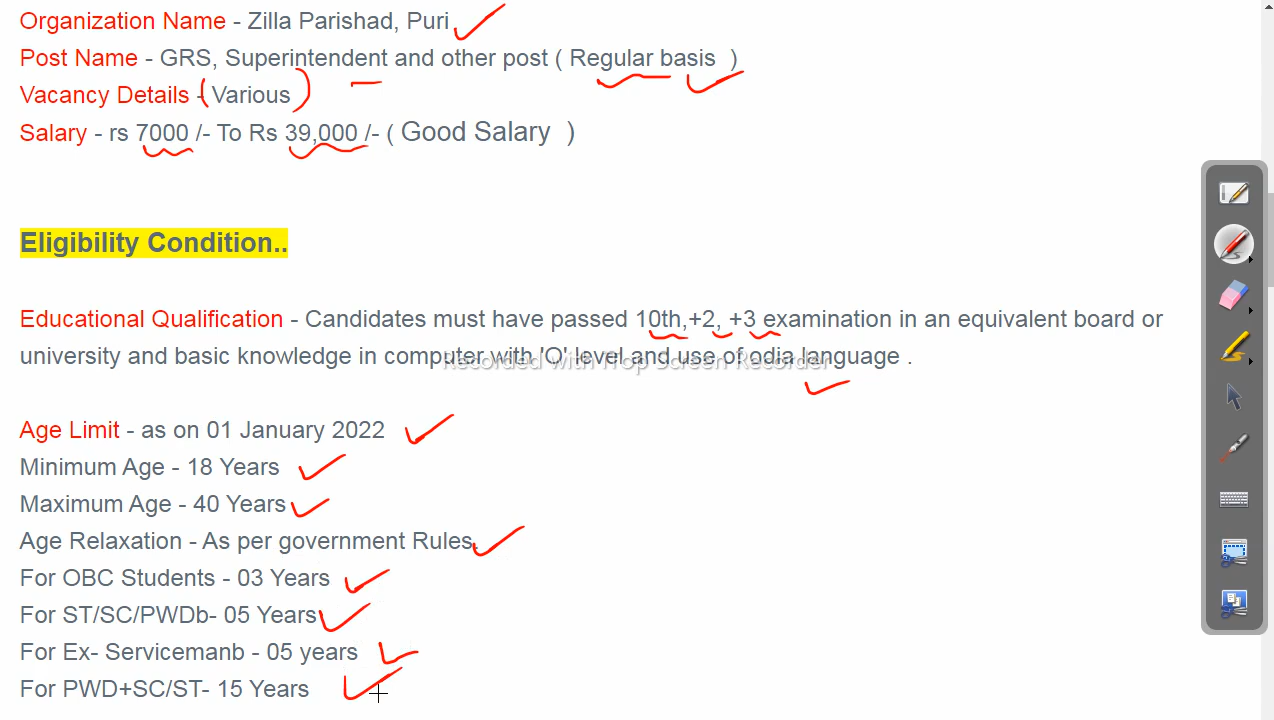 Organization Name - Zilla Parishad, Puri
Post Name - GRS, Superintendent and other post ( Regular basis )
Vacancy Details - Various
Salary - rs 7000 /- To Rs 39,000 /- ( Good Salary )
Eligibility Condition..
Educational Qualification - Candidates must have passed 10th,+2, +3 examination in an equivalent board or
university and basic knowledge in computer with 'O' level and use of odia language .
Recorded with iTop Screen Recorder
Age Limit - as on 01 January 2022
Minimum Age - 18 Years
Maximum Age - 40 Years
Age Relaxation - As per government Rules.
For OBC Students - 03 Years
For ST/SC/PWDb- 05 Years
For Ex- Servicemanb - 05 years
For PWD+SC/ST- 15 Years